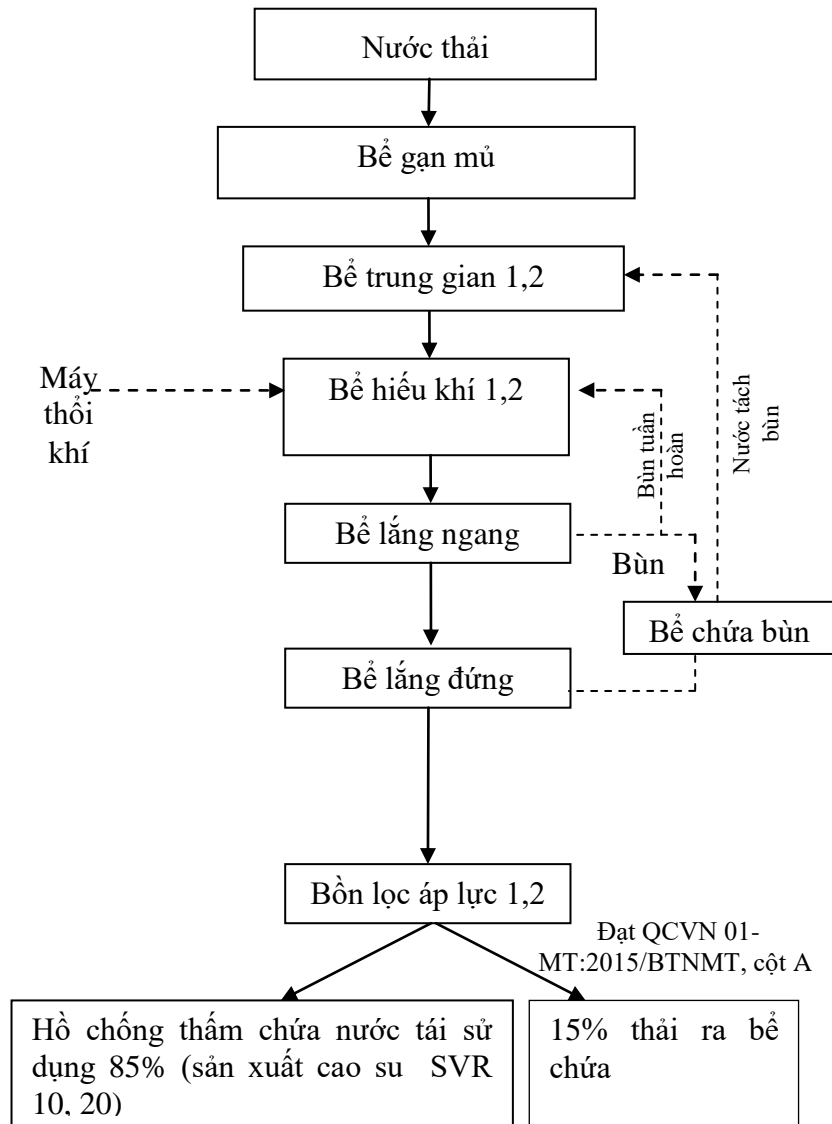 Nước thải
Bể gạn mủ
Bể trung gian 1,2
Máy
thổi
khí
Bể hiếu khí 1,2
Bùn tuần
hoàn
Nước tách
bùn
Bể lắng ngang
Bùn
Bể chứa bùn
Bể lắng đứng
Bồn lọc áp lực 1,2
Đạt QCVN 01-
MT:2015/BTNMT, cột A
Hồ chống thấm chứa nước tái sử
dụng 85% (sản xuất cao su SVR
10, 20)
15% thải ra bể
chứa